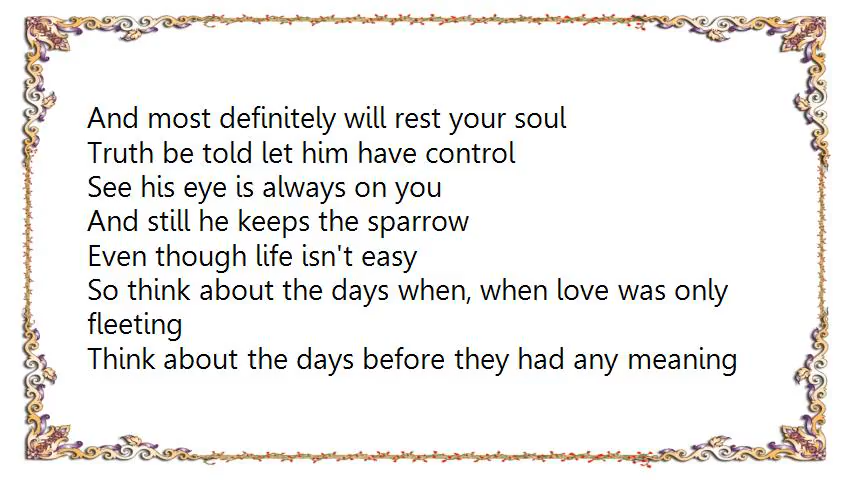 And most definitely will rest your soul
Truth be told let him have control
See his eye is always on you
And still he keeps the sparrow
Even though life isn't easy
So think about the days when, when love was only
fleeting
Think about the days before they had any meaning